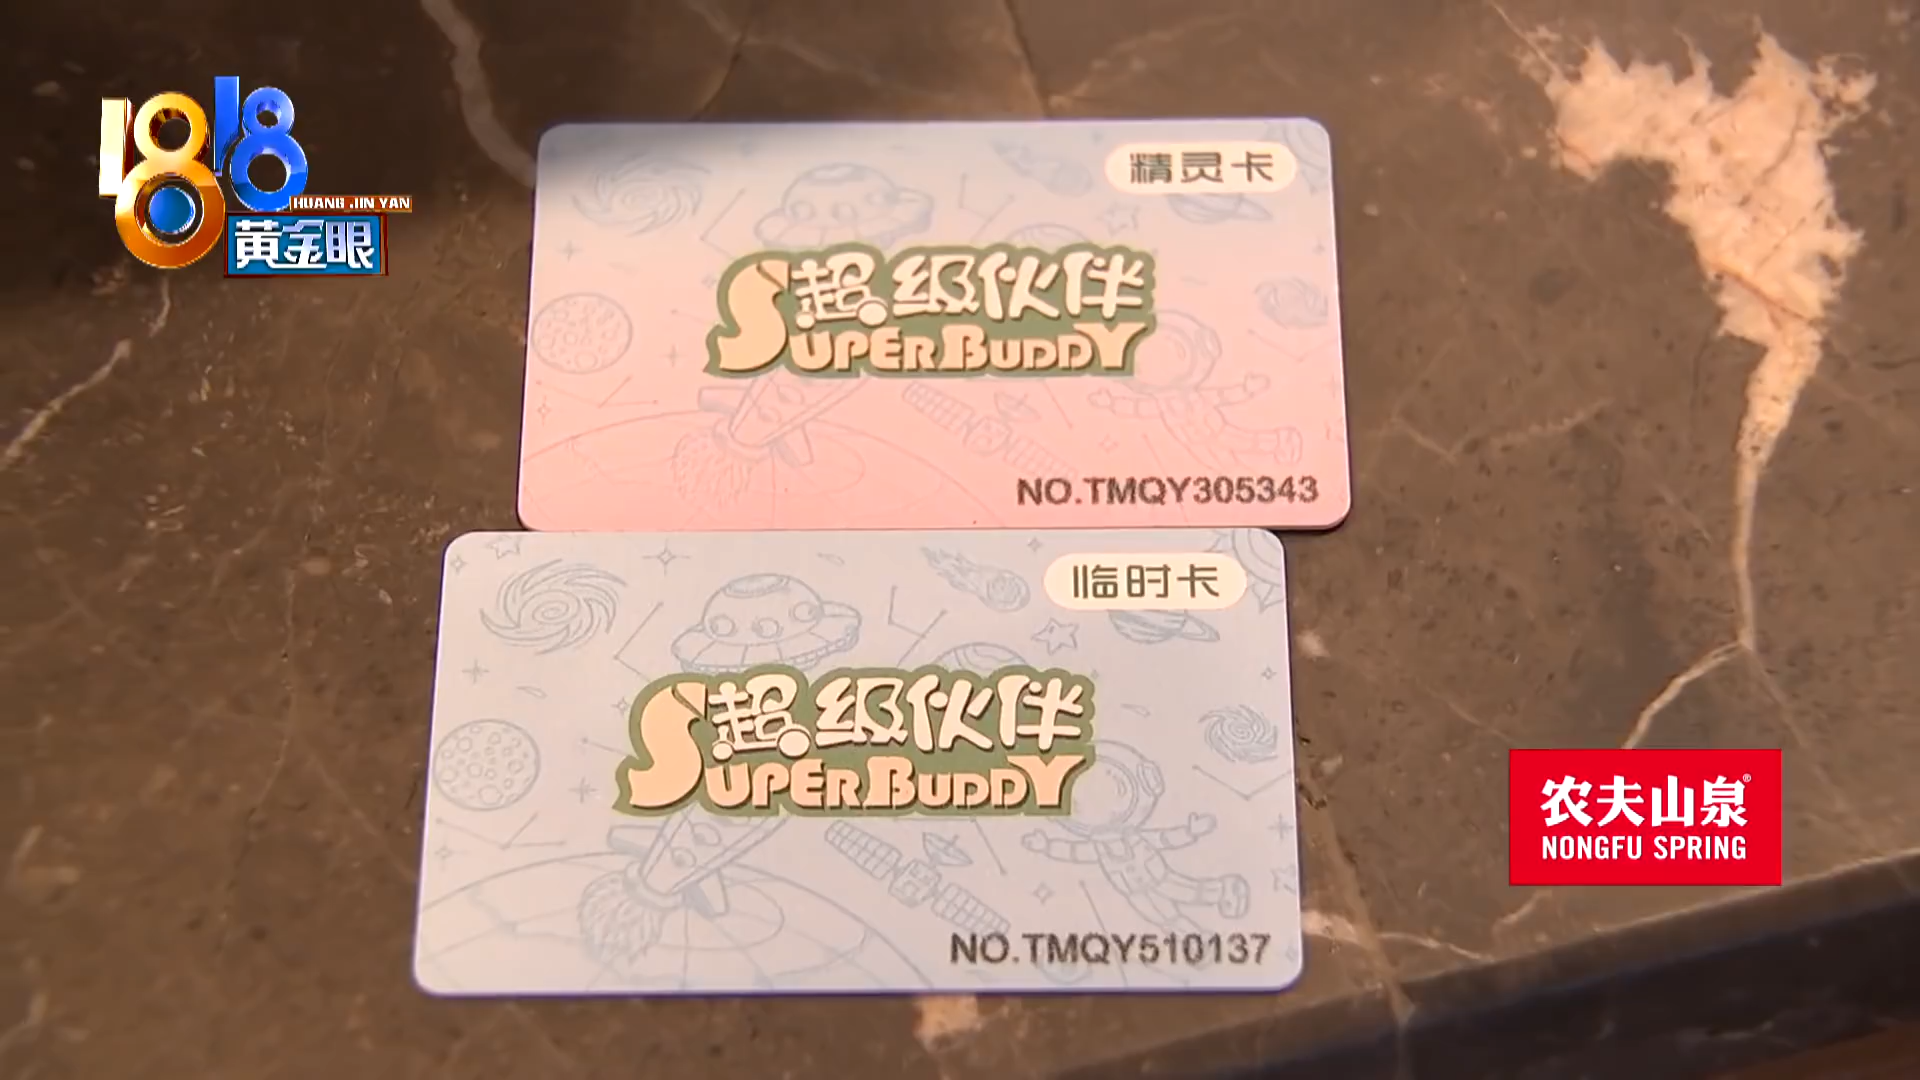 1818
HUANG JIN YAN
黄金眼
精灵卡
超级伙伴
SUPERBUDDY
NO.TMQY305343
临时卡
超级伙伴
SUPERBUDDY
NO.TMQY510137
农夫山泉®
NONGFU SPRING